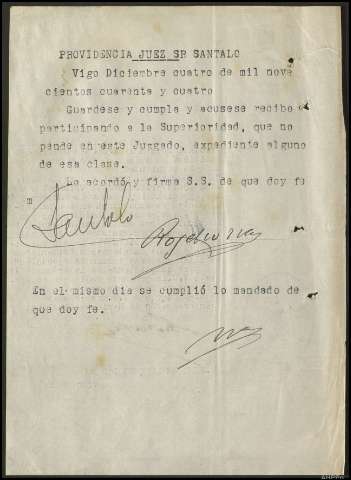 PROVIDENCIA JUEZ SR SANTALO
Vigo Diciembre cuatro de mil nove
cientos cuarenta y cuatro
Guardese y cumpla y acusese recibo
participando a la Superioridad, que no
pende en este Juzgado, expediente alguno
de esa clase.
Lo acordó y firma S.S. de que doy fe
m
Santaló
En el mismo dia se cumplió lo mandado de
que doy fe.